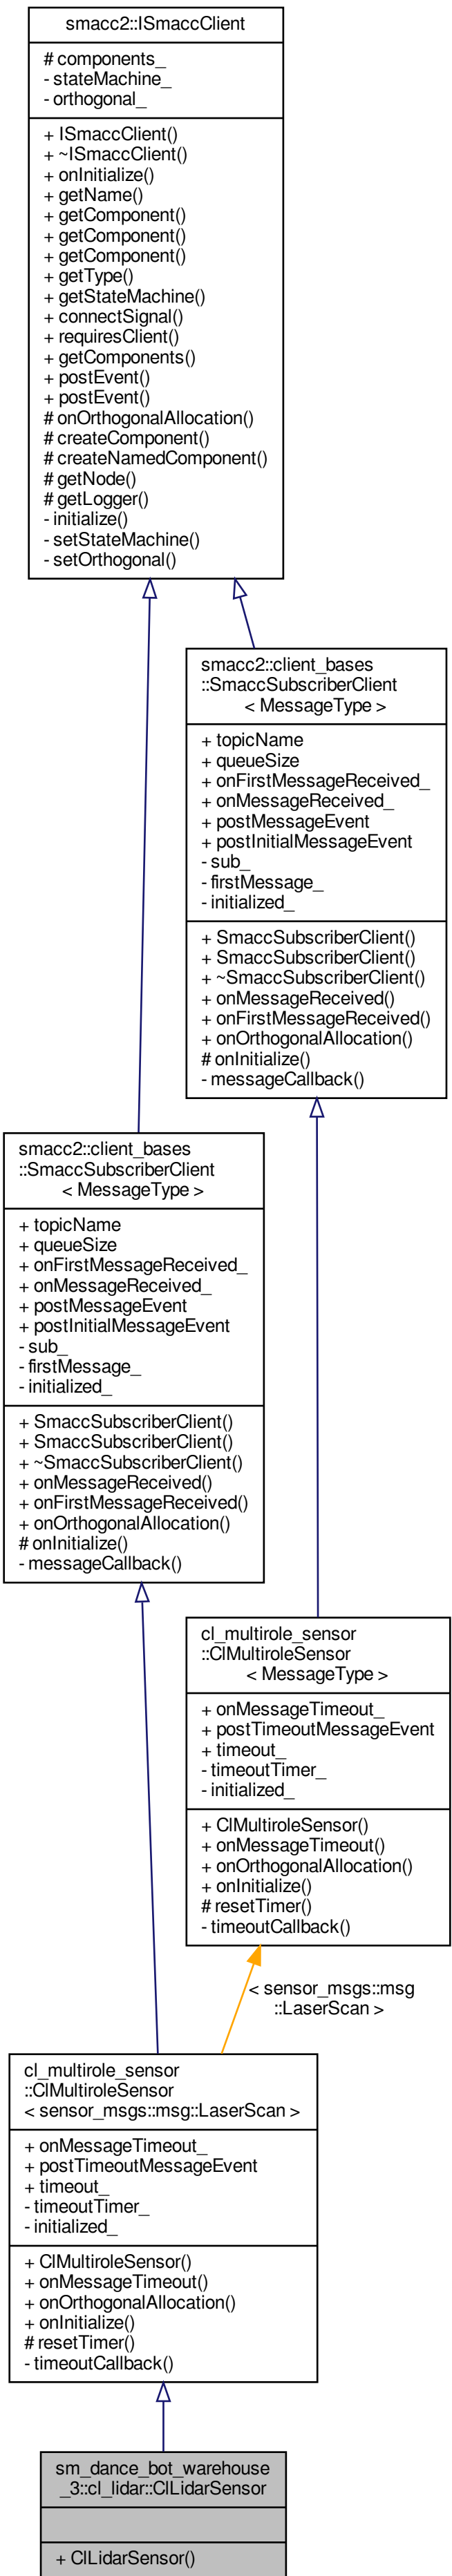 smacc2::ISmaccClient
# components_
- stateMachine_
- orthogonal_
+ ISmaccClient()
+ ~ISmaccClient()
+ onInitialize()
+ getName()
+ getComponent()
+ getComponent()
+ getComponent()
+ getType()
+ getStateMachine()
+ connectSignal()
+ requiresClient()
+ getComponents()
+ postEvent()
+ postEvent()
# onOrthogonalAllocation()
# createComponent()
# createNamedComponent()
# getNode()
# getLogger()
- initialize()
- setStateMachine()
- setOrthogonal()
smacc2::client_bases
::SmaccSubscriberClient
< MessageType >
+ topicName
+ queueSize
+ onFirstMessageReceived_
+ onMessageReceived_
+ postMessageEvent
+ postInitialMessageEvent
- sub_
- firstMessage_
- initialized_
+ SmaccSubscriberClient()
+ SmaccSubscriberClient()
+ ~SmaccSubscriberClient()
+ onMessageReceived()
+ onFirstMessageReceived()
+ onOrthogonalAllocation()
# onInitialize()
- messageCallback()
smacc2::client_bases
::SmaccSubscriberClient
< MessageType >
+ topicName
+ queueSize
+ onFirstMessageReceived_
+ onMessageReceived_
+ postMessageEvent
+ postInitialMessageEvent
- sub_
- firstMessage_
- initialized_
+ SmaccSubscriberClient()
+ SmaccSubscriberClient()
+ ~SmaccSubscriberClient()
+ onMessageReceived()
+ onFirstMessageReceived()
+ onOrthogonalAllocation()
# onInitialize()
- messageCallback()
cl_multirole_sensor
::ClMultiroleSensor
< MessageType >
+ onMessageTimeout_
+ postTimeoutMessageEvent
+ timeout_
- timeoutTimer_
- initialized_
+ ClMultiroleSensor()
+ onMessageTimeout()
+ onOrthogonalAllocation()
+ onInitialize()
# resetTimer()
- timeoutCallback()
< sensor_msgs::msg
::LaserScan >
cl_multirole_sensor
::ClMultiroleSensor
< sensor_msgs::msg::LaserScan >
+ onMessageTimeout_
+ postTimeoutMessageEvent
+ timeout_
- timeoutTimer_
- initialized_
+ ClMultiroleSensor()
+ onMessageTimeout()
+ onOrthogonalAllocation()
+ onInitialize()
# resetTimer()
- timeoutCallback()
sm_dance_bot_warehouse
_3::cl_lidar::ClLidarSensor
+ ClLidarSensor()